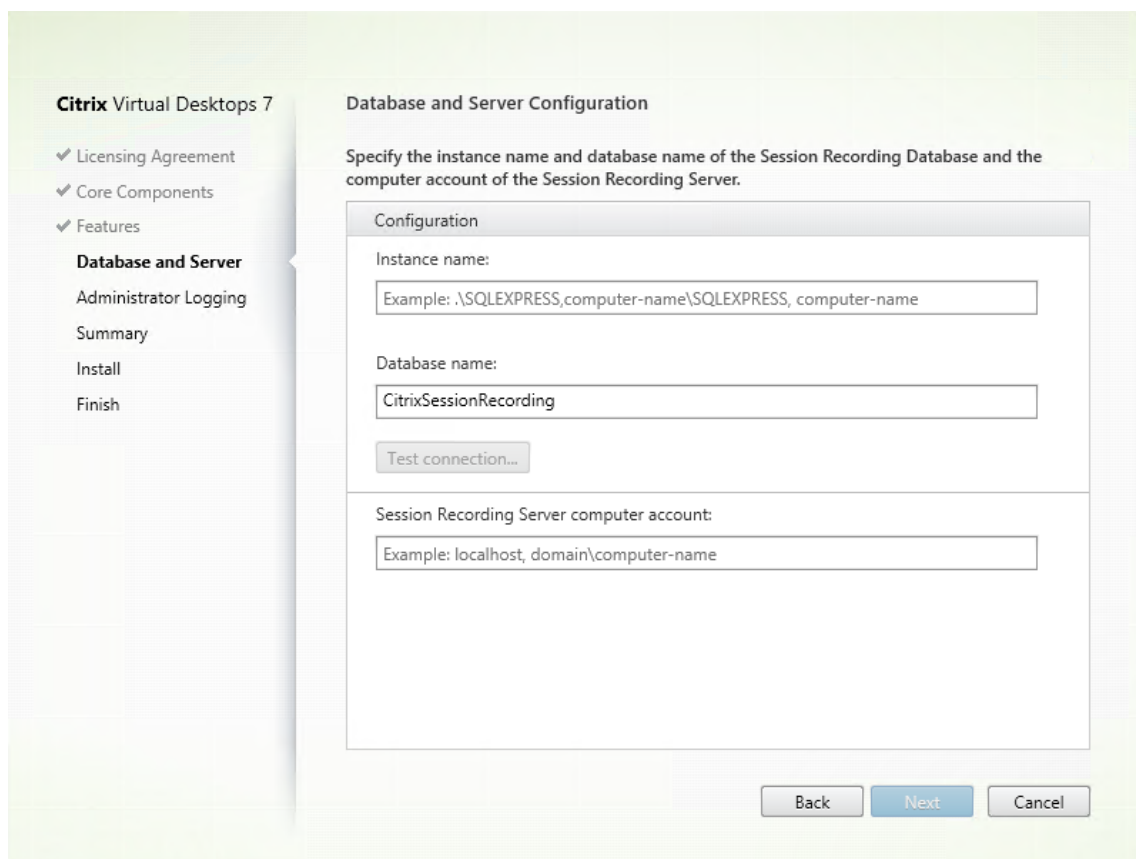 Citrix Virtual Desktops 7
Licensing Agreement
Core Components
Features
Database and Server
Administrator Logging
Summary
Install
Finish
Database and Server Configuration
Specify the instance name and database name of the Session Recording Database and the
computer account of the Session Recording Server.
Configuration
Instance name:
Example: .\SQLEXPRESS,computer-name\SQLEXPRESS, computer-name
Database name:
CitrixSessionRecording
Test connection...
Session Recording Server computer account:
Example: localhost, domain\computer-name
Back
Next
Cancel